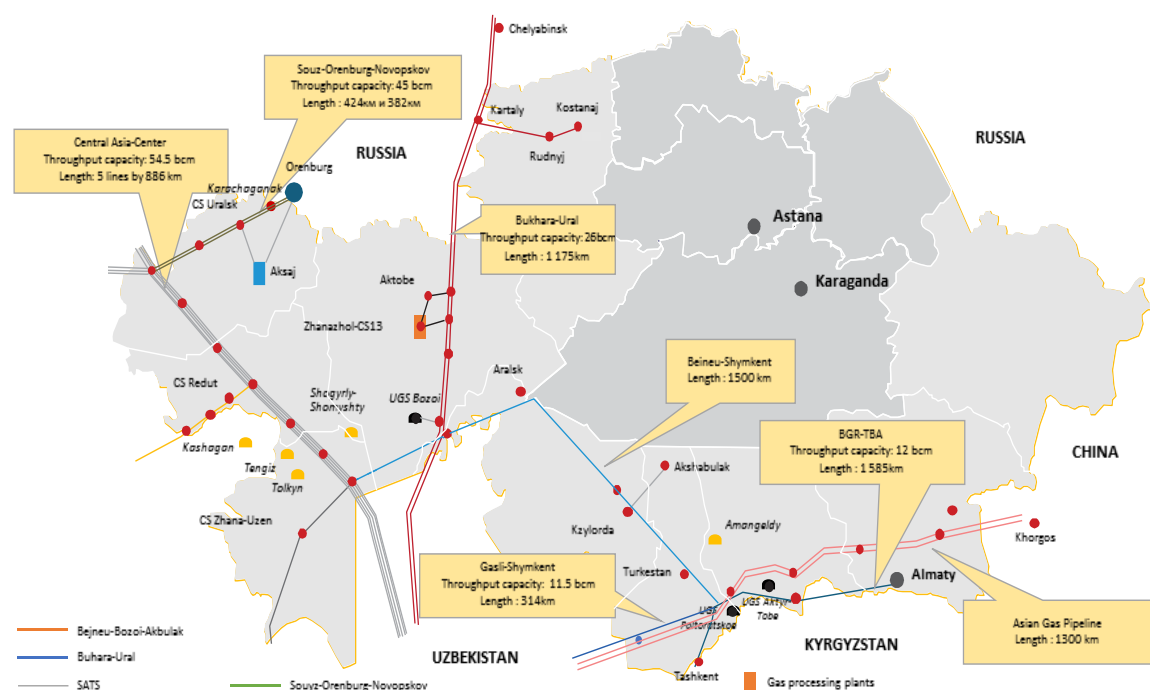 Chelyabinsk
Souz-Orenburg-Novopskov
Throughput capacity: 45 bcm
Length : 424км и 382км
Kartaly
Kostanaj
Rudnyj
RUSSIA
RUSSIA
Central Asia-Center
Throughput capacity: 54.5 bcm
Length: 5 lines by 886 km
Orenburg
Karachaganak
CS Uralsk
Aksaj
Bukhara-Ural
Throughput capacity: 26bcm
Length : 1 175km
Astana
Karaganda
Aktobe
Zhanazhol-CS13
Beineu-Shymkent
Length : 1500 km
Aralsk
CS Redut
Shagyrly-
Shomyshty
UGS Bozoi
Kashagan
Tengiz
Tolkyn
BGR-TBA
Throughput capacity: 12 bcm
Length : 1 585km
CHINA
Akshabulak
CS Zhana-Uzen
Kzylorda
Amangeldy
Khorgos
Gasli-Shymkent
Throughput capacity: 11.5 bcm
Length : 314km
Turkestan
Almaty
UGS
Poltoratskoe
UGS Aktyr
Tobe
Asian Gas Pipeline
Length : 1300 km
Bejneu-Bozoi-Akbulak
Buhara-Ural
SATS
Souyz-Orenburg-Novopskov
UZBEKISTAN
KYRGYZSTAN
Tashkent
Gas processing plants